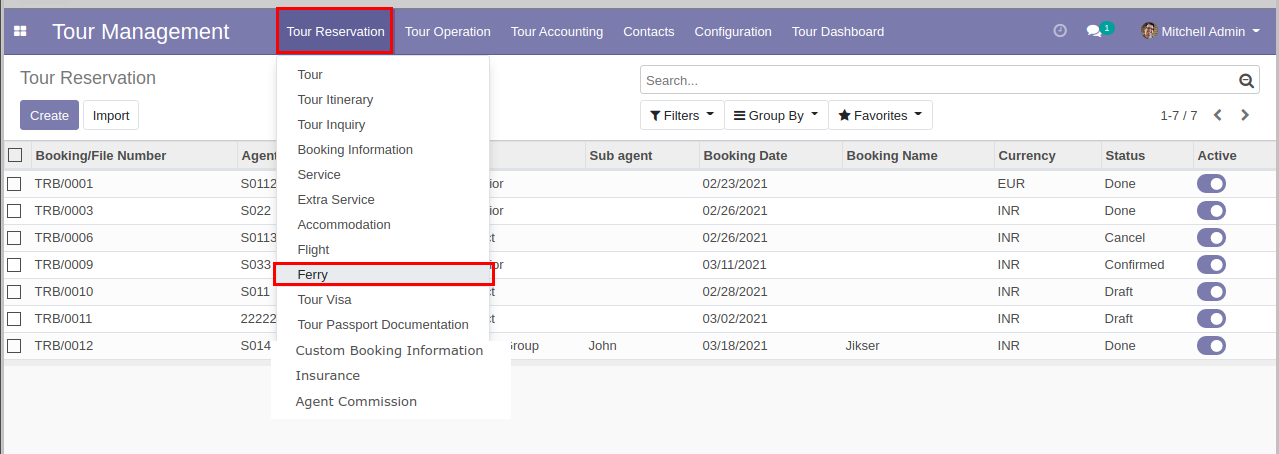 Tour Management Tour Reservation Tour Operation Tour Accounting Contacts Configuration Tour Dashboard 1 Mitchell Admin
Tour Reservation
Search...
Create Import
Filters Group By Favorites 1-7 / 7
Tour
Tour Itinerary
Tour Inquiry
Booking Information
Service
Extra Service
Accommodation
Flight
Ferry
Tour Visa
Tour Passport Documentation
Custom Booking Information
Insurance
Agent Commission
Booking/File Number Agent Sub agent Booking Date Booking Name Currency Status Active
TRB/0001 S0112 02/23/2021 EUR Done
TRB/0003 S022 02/26/2021 INR Done
TRB/0006 S0113 02/26/2021 INR Cancel
TRB/0009 S033 03/11/2021 INR Confirmed
TRB/0010 S011 02/28/2021 INR Draft
TRB/0011 22222 03/02/2021 INR Draft
TRB/0012 S014 Group John 03/18/2021 Jikser INR Done